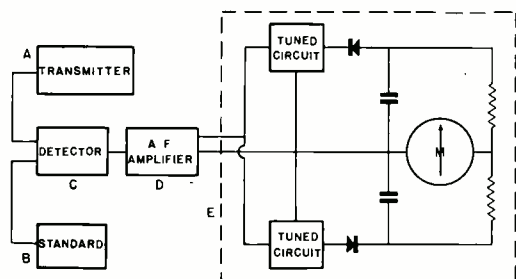 A
TRANSMITTER
DETECTOR
C
B
STANDARD
A F
AMPLIFIER
D
E
TUNED
CIRCUIT
M
TUNED
CIRCUIT